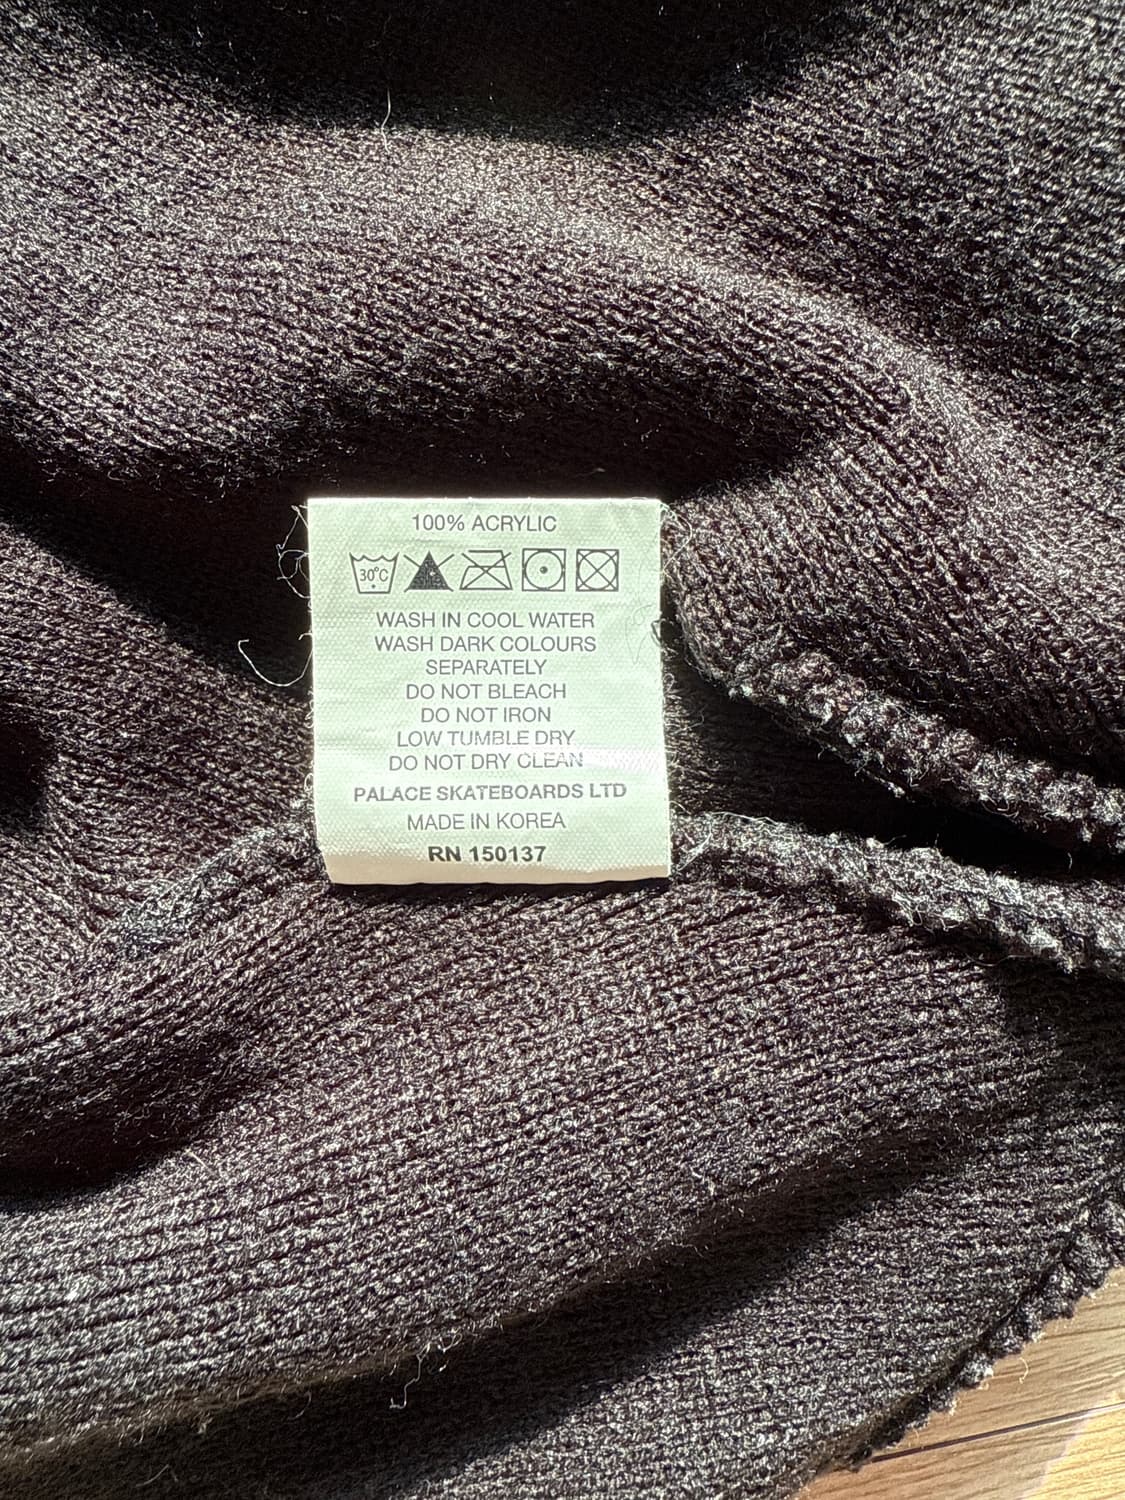 100% ACRYLIC
30°C
WASH IN COOL WATER
WASH DARK COLOURS
SEPARATELY
DO NOT BLEACH
DO NOT IRON
LOW TUMBLE DRY
DO NOT DRY CLEAN
PALACE SKATEBOARDS LTD
MADE IN KOREA
RN 150137